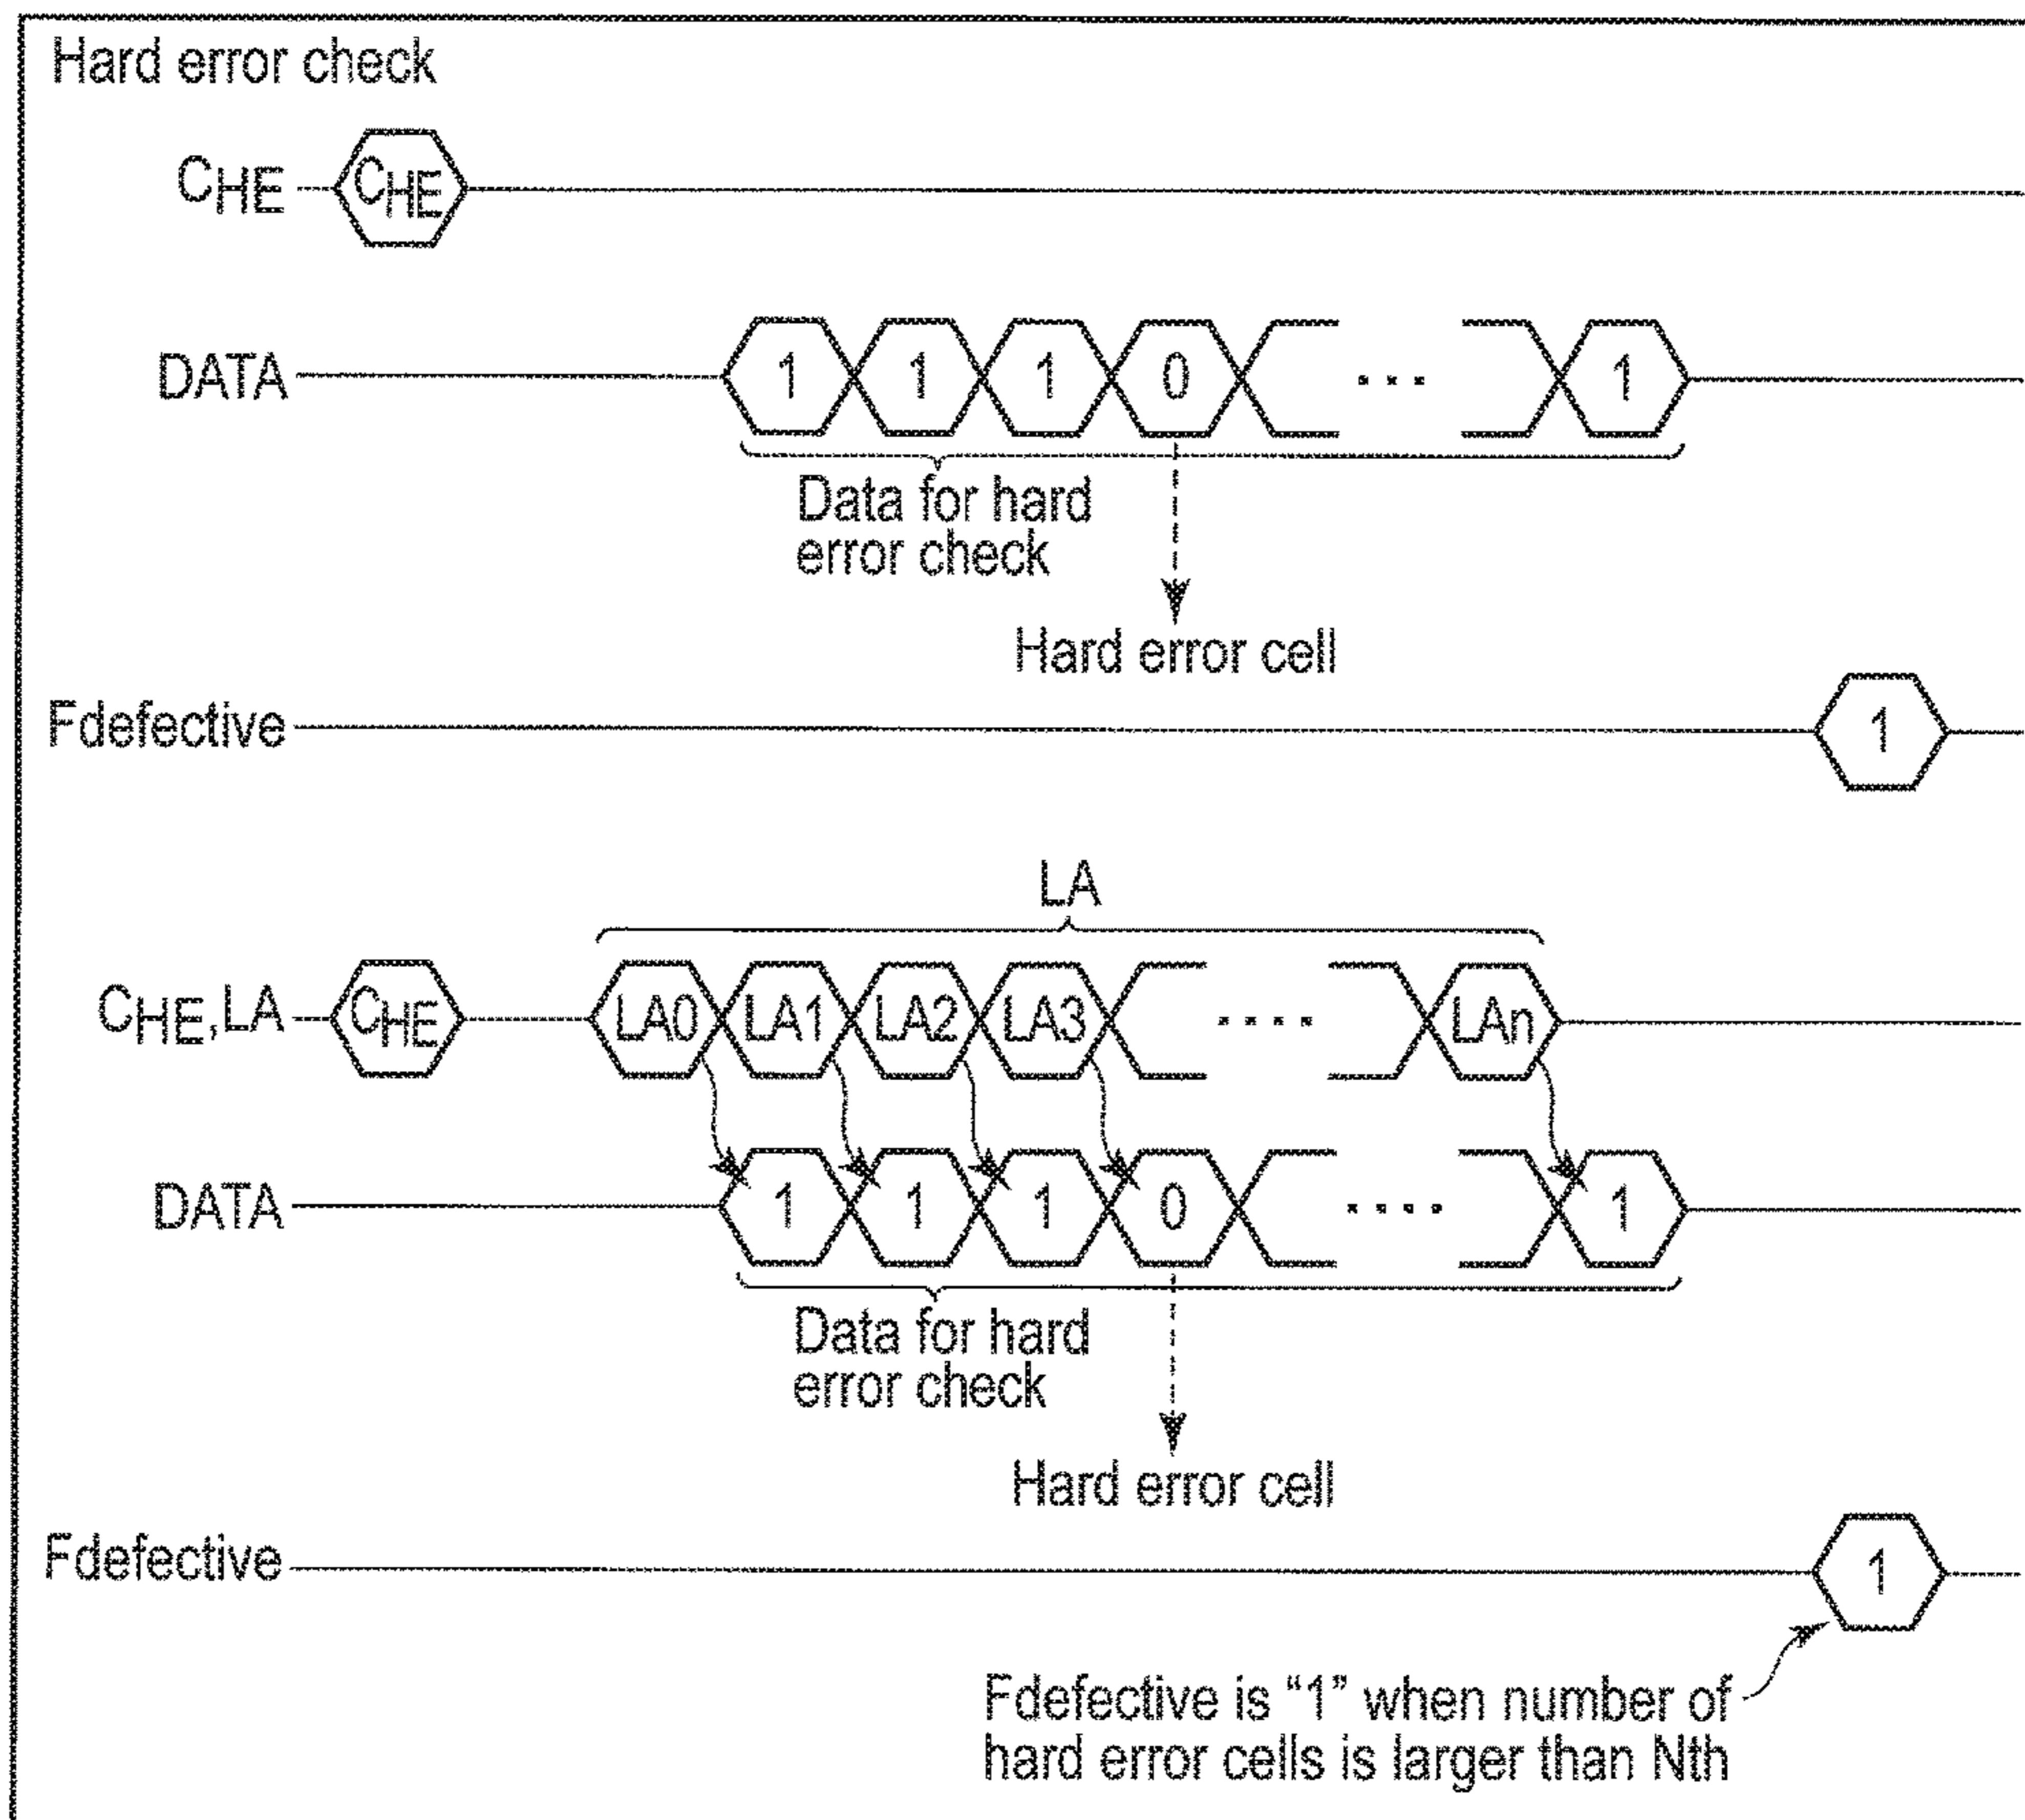 Hard error check
CHE CHE
DATA 1 1 1 0 ... 1
Data for hard
error check
Hard error cell
Fdefective 1
LA
CHE,LA CHE LA0 LA1 LA2 LA3 .... LAn
DATA 1 1 1 0 .... 1
Data for hard
error check
Hard error cell
Fdefective 1
Fdefective is “1” when number of
hard error cells is larger than Nth